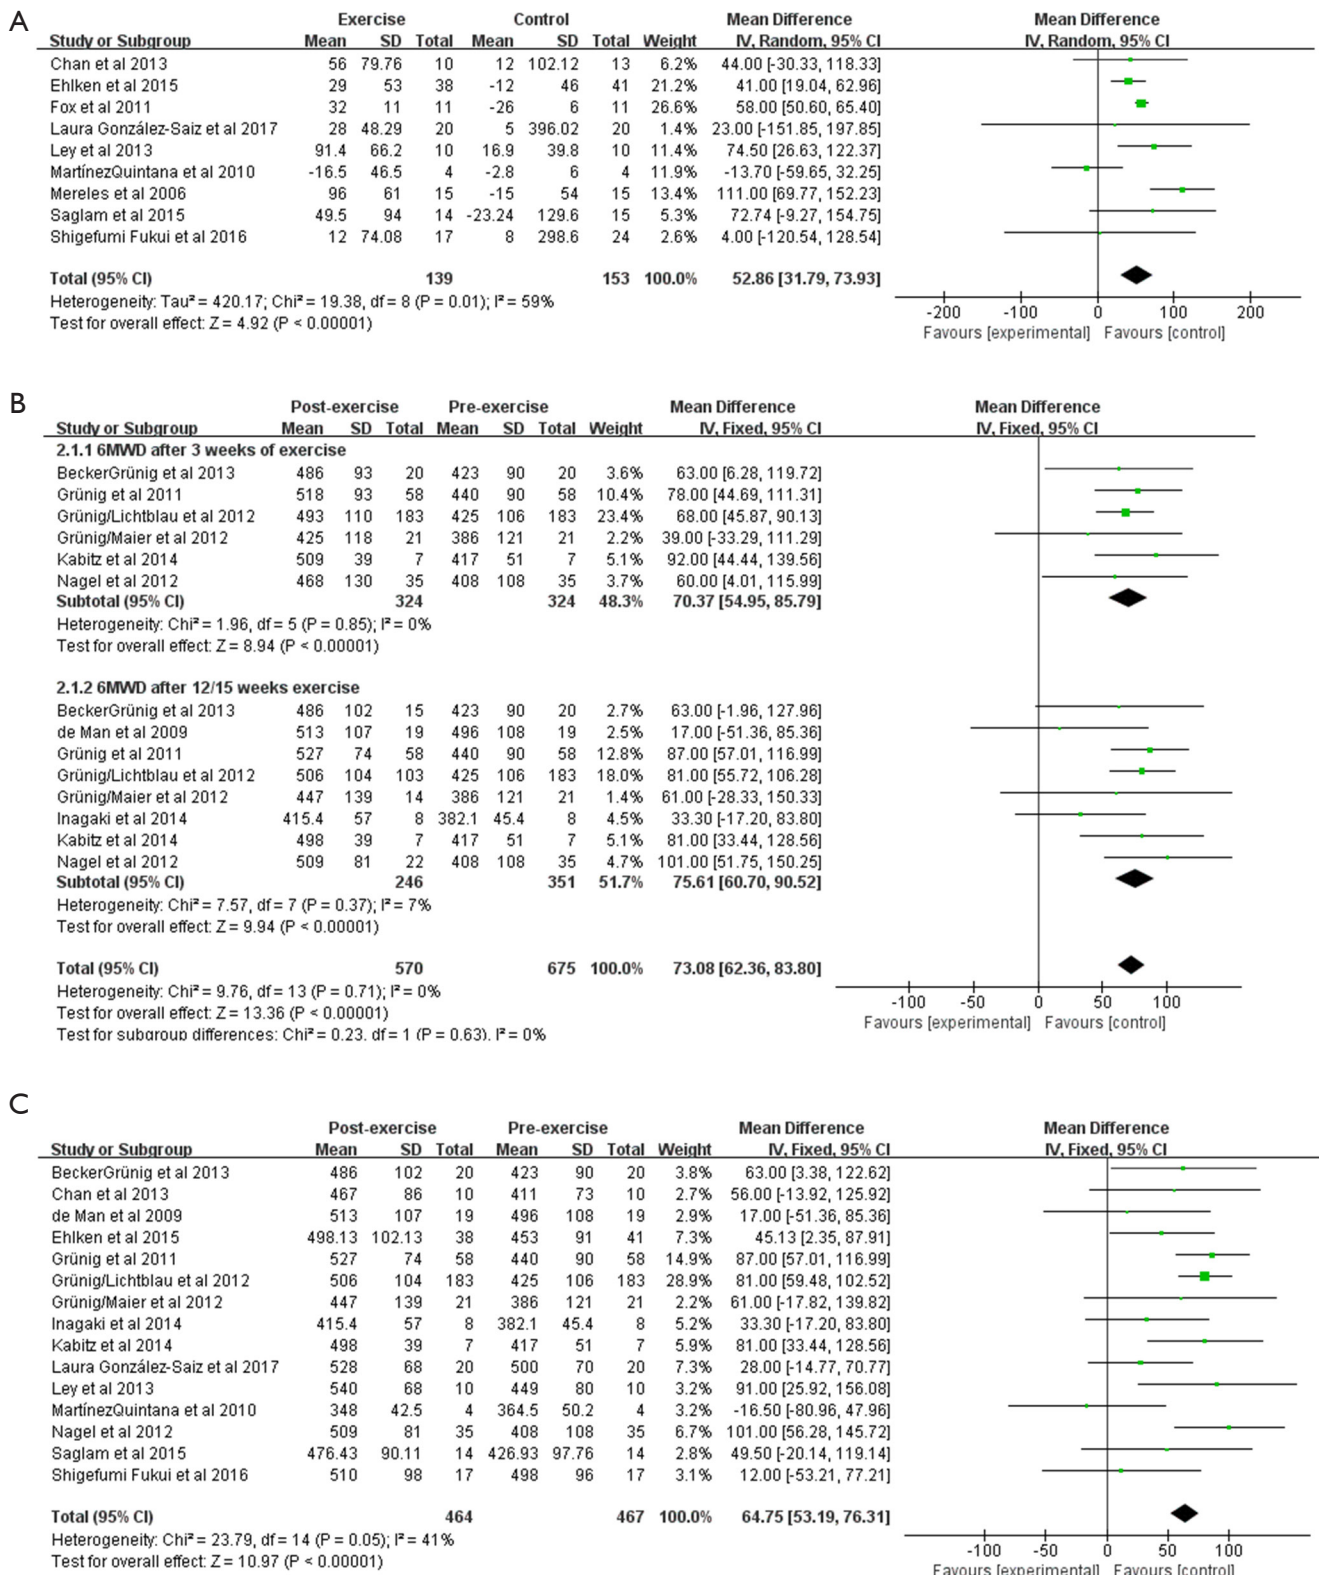 A
Exercise Control Mean Difference Mean Difference
Study or Subgroup Mean SD Total Mean SD Total Weight IV, Random, 95% CI IV, Random, 95% CI
Chan et al 2013 56 79.76 10 12 102.12 13 6.2% 44.00 [-30.33, 118.33]
Ehlken et al 2015 29 53 38 -12 46 41 21.2% 41.00 [19.04, 62.96]
Fox et al 2011 32 11 11 -26 6 11 26.6% 58.00 [50.60, 65.40]
Laura González-Saiz et al 2017 28 48.29 20 5 396.02 20 1.4% 23.00 [-151.85, 197.85]
Ley et al 2013 91.4 66.2 10 16.9 39.8 10 11.4% 74.50 [26.63, 122.37]
MartínezQuintana et al 2010 -16.5 46.5 4 -2.8 6 4 11.9% -13.70 [-59.65, 32.25]
Mereles et al 2006 96 61 15 -15 54 15 13.4% 111.00 [69.77, 152.23]
Saglam et al 2015 49.5 94 14 -23.24 129.6 15 5.3% 72.74 [-9.27, 154.75]
Shigefumi Fukui et al 2016 12 74.08 17 8 298.6 24 2.6% 4.00 [-120.54, 128.54]
Total (95% CI) 139 153 100.0% 52.86 [31.79, 73.93]
Heterogeneity: Tau² = 420.17; Chi² = 19.38, df = 8 (P = 0.01); I² = 59%
Test for overall effect: Z = 4.92 (P < 0.00001)
-200 -100 0 100 200
Favours [experimental] Favours [control]
B
Post-exercise Pre-exercise Mean Difference Mean Difference
Study or Subgroup Mean SD Total Mean SD Total Weight IV, Fixed, 95% CI IV, Fixed, 95% CI
2.1.1 6MWD after 3 weeks of exercise
BeckerGrünig et al 2013 486 93 20 423 90 20 3.6% 63.00 [6.28, 119.72]
Grünig et al 2011 518 93 58 440 90 58 10.4% 78.00 [44.69, 111.31]
Grünig/Lichtblau et al 2012 493 110 183 425 106 183 23.4% 68.00 [45.87, 90.13]
Grünig/Maier et al 2012 425 118 21 386 121 21 2.2% 39.00 [-33.29, 111.29]
Kabitz et al 2014 509 39 7 417 51 7 5.1% 92.00 [44.44, 139.56]
Nagel et al 2012 468 130 35 408 108 35 3.7% 60.00 [4.01, 115.99]
Subtotal (95% CI) 324 324 48.3% 70.37 [54.95, 85.79]
Heterogeneity: Chi² = 1.96, df = 5 (P = 0.85); I² = 0%
Test for overall effect: Z = 8.94 (P < 0.00001)
2.1.2 6MWD after 12/15 weeks exercise
BeckerGrünig et al 2013 486 102 15 423 90 20 2.7% 63.00 [-1.96, 127.96]
de Man et al 2009 513 107 19 496 108 19 2.5% 17.00 [-51.36, 85.36]
Grünig et al 2011 527 74 58 440 90 58 12.8% 87.00 [57.01, 116.99]
Grünig/Lichtblau et al 2012 506 104 103 425 106 183 18.0% 81.00 [55.72, 106.28]
Grünig/Maier et al 2012 447 139 14 386 121 21 1.4% 61.00 [-28.33, 150.33]
Inagaki et al 2014 415.4 57 8 382.1 45.4 8 4.5% 33.30 [-17.20, 83.80]
Kabitz et al 2014 498 39 7 417 51 7 5.1% 81.00 [33.44, 128.56]
Nagel et al 2012 509 81 22 408 108 35 4.7% 101.00 [51.75, 150.25]
Subtotal (95% CI) 246 351 51.7% 75.61 [60.70, 90.52]
Heterogeneity: Chi² = 7.57, df = 7 (P = 0.37); I² = 7%
Test for overall effect: Z = 9.94 (P < 0.00001)
Total (95% CI) 570 675 100.0% 73.08 [62.36, 83.80]
Heterogeneity: Chi² = 9.76, df = 13 (P = 0.71); I² = 0%
Test for overall effect: Z = 13.36 (P < 0.00001)
Test for subgroup differences: Chi² = 0.23. df = 1 (P = 0.63). I² = 0%
-100 -50 0 50 100
Favours [experimental] Favours [control]
C
Post-exercise Pre-exercise Mean Difference Mean Difference
Study or Subgroup Mean SD Total Mean SD Total Weight IV, Fixed, 95% CI IV, Fixed, 95% CI
BeckerGrünig et al 2013 486 102 20 423 90 20 3.8% 63.00 [3.38, 122.62]
Chan et al 2013 467 86 10 411 73 10 2.7% 56.00 [-13.92, 125.92]
de Man et al 2009 513 107 19 496 108 19 2.9% 17.00 [-51.36, 85.36]
Ehlken et al 2015 498.13 102.13 38 453 91 41 7.3% 45.13 [2.35, 87.91]
Grünig et al 2011 527 74 58 440 90 58 14.9% 87.00 [57.01, 116.99]
Grünig/Lichtblau et al 2012 506 104 183 425 106 183 28.9% 81.00 [59.48, 102.52]
Grünig/Maier et al 2012 447 139 21 386 121 21 2.2% 61.00 [-17.82, 139.82]
Inagaki et al 2014 415.4 57 8 382.1 45.4 8 5.2% 33.30 [-17.20, 83.80]
Kabitz et al 2014 498 39 7 417 51 7 5.9% 81.00 [33.44, 128.56]
Laura González-Saiz et al 2017 528 68 20 500 70 20 7.3% 28.00 [-14.77, 70.77]
Ley et al 2013 540 68 10 449 80 10 3.2% 91.00 [25.92, 156.08]
MartínezQuintana et al 2010 348 42.5 4 364.5 50.2 4 3.2% -16.50 [-80.96, 47.96]
Nagel et al 2012 509 81 35 408 108 35 6.7% 101.00 [56.28, 145.72]
Saglam et al 2015 476.43 90.11 14 426.93 97.76 14 2.8% 49.50 [-20.14, 119.14]
Shigefumi Fukui et al 2016 510 98 17 498 96 17 3.1% 12.00 [-53.21, 77.21]
Total (95% CI) 464 467 100.0% 64.75 [53.19, 76.31]
Heterogeneity: Chi² = 23.79, df = 14 (P = 0.05); I² = 41%
Test for overall effect: Z = 10.97 (P < 0.00001)
-100 -50 0 50 100
Favours [experimental] Favours [control]